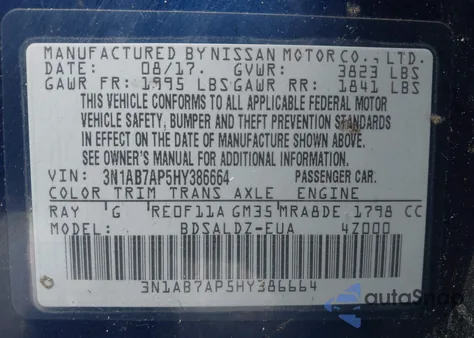 MANUFACTURED BY NISSAN MOTOR CO., LTD.
DATE: 08/17. GVWR: 3823 LBS
GAWR FR: 1995 LBS GAWR RR: 1841 LBS
THIS VEHICLE CONFORMS TO ALL APPLICABLE FEDERAL MOTOR
VEHICLE SAFETY, BUMPER AND THEFT PREVENTION STANDARDS
IN EFFECT ON THE DATE OF MANUFACTURE SHOWN ABOVE.
SEE OWNER'S MANUAL FOR ADDITIONAL INFORMATION.
VIN: 3N1AB7AP5HY386664 PASSENGER CAR.
COLOR TRIM TRANS AXLE ENGINE
RAY G RE0F11A GM35 MRA8DE 1798 CC
MODEL: BDSALDZ-EUA 4Z000
3N1AB7AP5HY386664
autoSnap